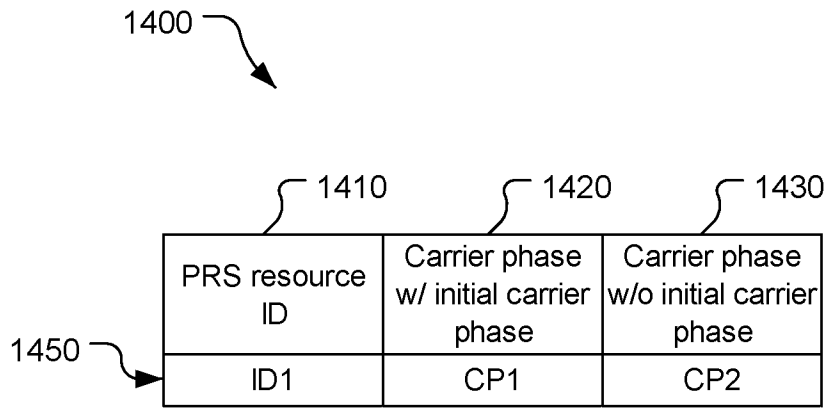 1400
1410
1420
1430
PRS resource
ID
Carrier phase
w/ initial carrier
phase
Carrier phase
w/o initial carrier
phase
1450
ID1
CP1
CP2